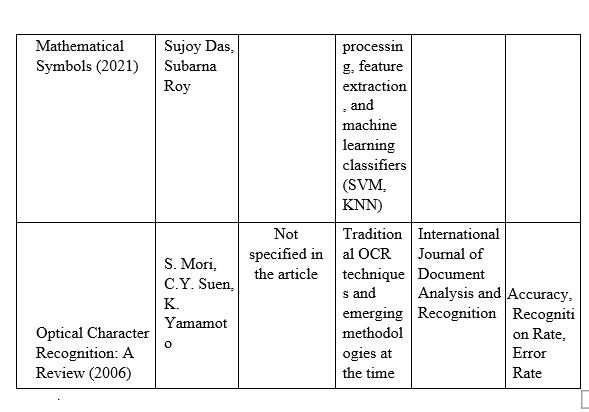 Mathematical
Symbols (2021)
Sujoy Das,
Subarna
Roy
processin
g, feature
extraction
, and
machine
learning
classifiers
(SVM,
KNN)
Optical Character
Recognition: A
Review (2006)
S. Mori,
C.Y. Suen,
K.
Yamamot
o
Not
specified in
the article
Tradition
al OCR
technique
s and
emerging
methodol
ogies at
the time
International
Journal of
Document
Analysis and
Recognition
Accuracy,
Recogniti
on Rate,
Error
Rate